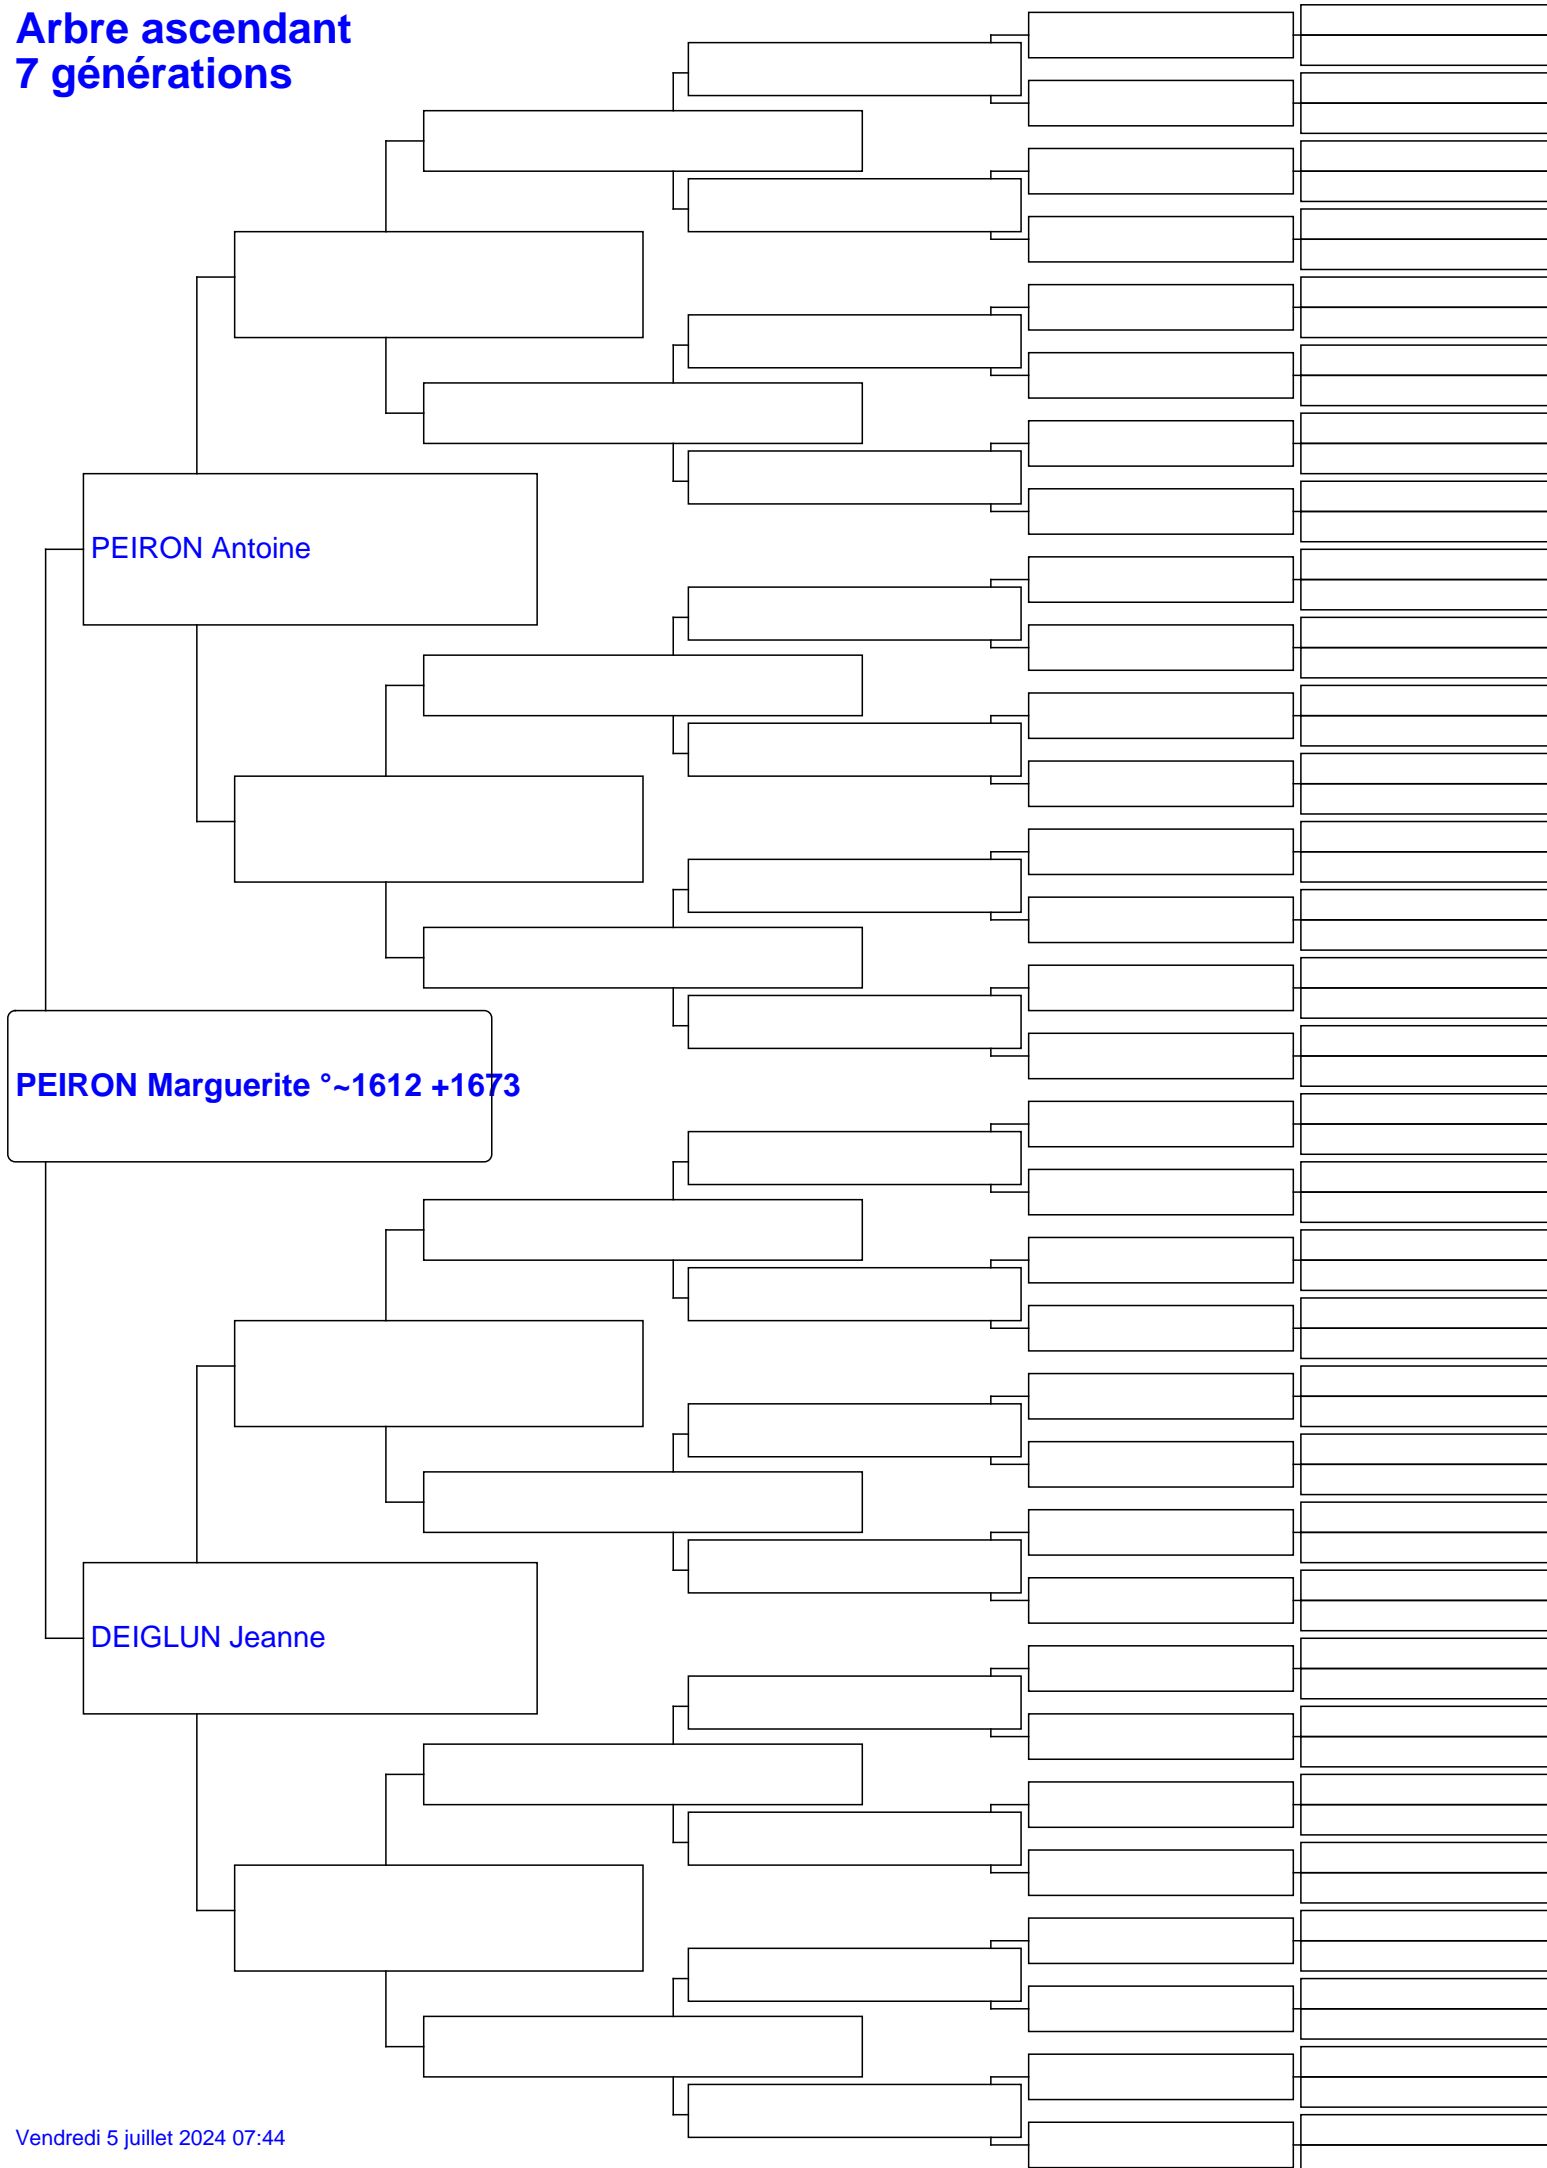 Arbre ascendant
7 générations
PEIRON Antoine
PEIRON Marguerite °~1612 +1673
DEIGLUN Jeanne
Vendredi 5 juillet 2024 07:44